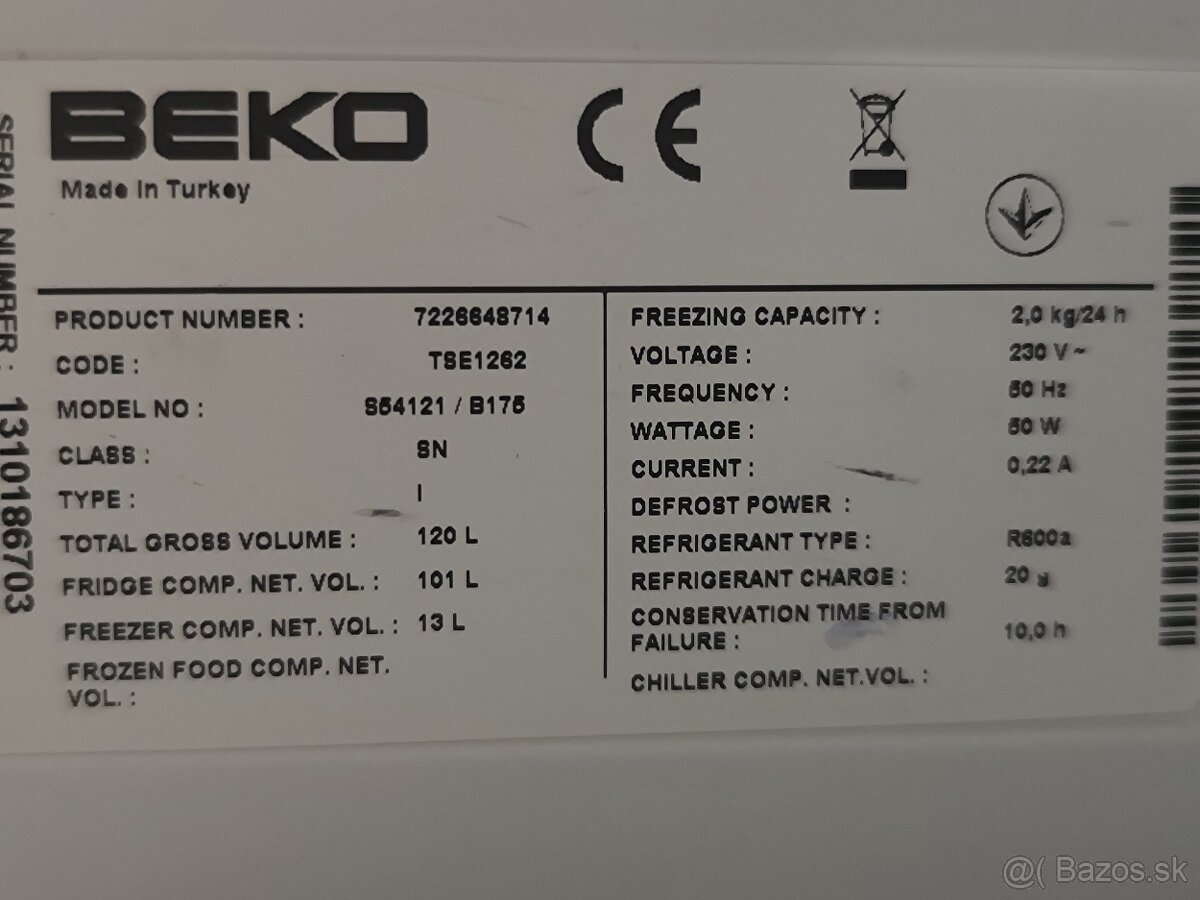 BEKO
CE
Made in Turkey
PRODUCT NUMBER : 7226648714
CODE : TSE1262
MODEL NO : S54121 / B175
CLASS : SN
TYPE : I
TOTAL GROSS VOLUME : 120 L
FRIDGE COMP. NET. VOL. : 101 L
FREEZER COMP. NET. VOL. : 13 L
FROZEN FOOD COMP. NET.
VOL. :
FREEZING CAPACITY : 2,0 kg/24 h
VOLTAGE : 230 V ~
FREQUENCY : 50 Hz
WATTAGE : 50 W
CURRENT : 0,22 A
DEFROST POWER :
REFRIGERANT TYPE : R600a
REFRIGERANT CHARGE : 20 g
CONSERVATION TIME FROM
FAILURE : 10,0 h
CHILLER COMP. NET.VOL. :
SERIAL NUMBER : 1310186703
@( Bazos.sk